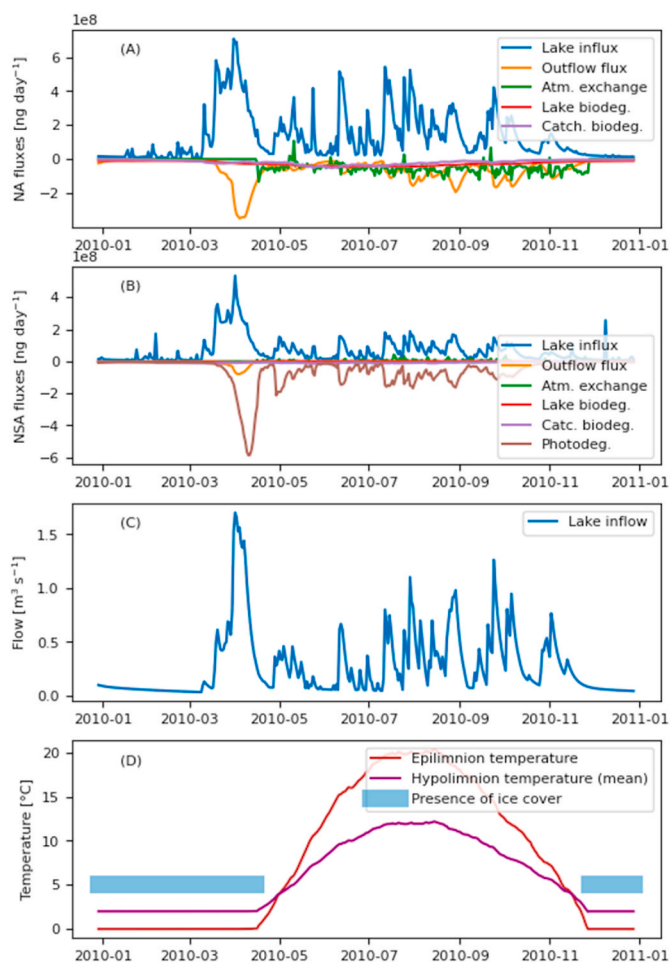 1e8
(A)
NA fluxes [ng day⁻¹]
6
4
2
0
−2
Lake influx
Outflow flux
Atm. exchange
Lake biodeg.
Catch. biodeg.
2010-01 2010-03 2010-05 2010-07 2010-09 2010-11 2011-01
1e8
(B)
NSA fluxes [ng day⁻¹]
4
2
0
−2
−4
−6
Lake influx
Outflow flux
Atm. exchange
Lake biodeg.
Catc. biodeg.
Photodeg.
2010-01 2010-03 2010-05 2010-07 2010-09 2010-11 2011-01
(C)
Flow [m³ s⁻¹]
1.5
1.0
0.5
0.0
Lake inflow
2010-01 2010-03 2010-05 2010-07 2010-09 2010-11 2011-01
(D)
Temperature [°C]
20
15
10
5
0
Epilimnion temperature
Hypolimnion temperature (mean)
Presence of ice cover
2010-01 2010-03 2010-05 2010-07 2010-09 2010-11 2011-01